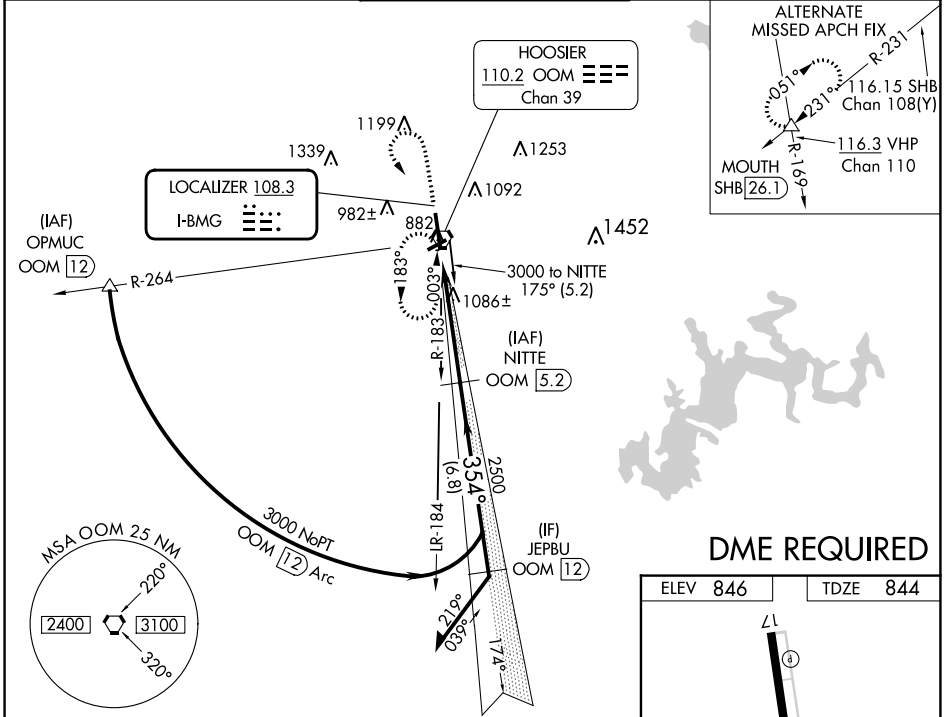 ALTERNATE
MISSED APCH FIX
R-231
051°
231°
116.15 SHB
Chan 108(Y)
116.3 VHP
Chan 110
R-169
MOUTH
SHB 26.1
HOOSIER
110.2 OOM
Chan 39
1199
1339
1253
1092
LOCALIZER 108.3
I-BMG
982±
882
1452
(IAF)
OPMUC
OOM 12
R-264
183°
003°
3000 to NITTE
175° (5.2)
1086±
R-183
(IAF)
NITTE
OOM 5.2
2500
354°
(6.8)
LR-184
3000 NoPT
OOM 12 Arc
(IF)
JEPBU
OOM 12
219°
039°
174°
MSA OOM 25 NM
220°
2400
3100
320°
DME REQUIRED
ELEV 846
TDZE 844
17
P